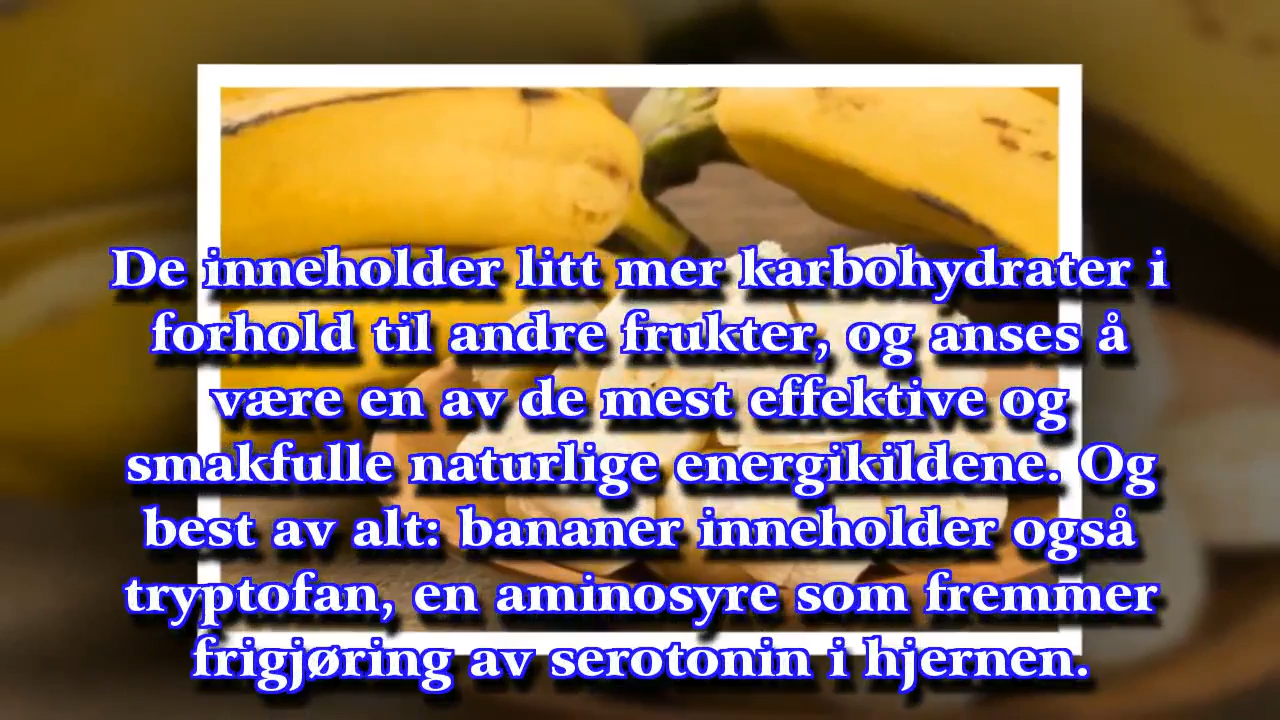 De inneholder litt mer karbohydrater i
forhold til andre frukter, og anses å
være en av de mest effektive og
smakfulle naturlige energikildene. Og
best av alt: bananer inneholder også
tryptofan, en aminosyre som fremmer
frigjøring av serotonin i hjernen.